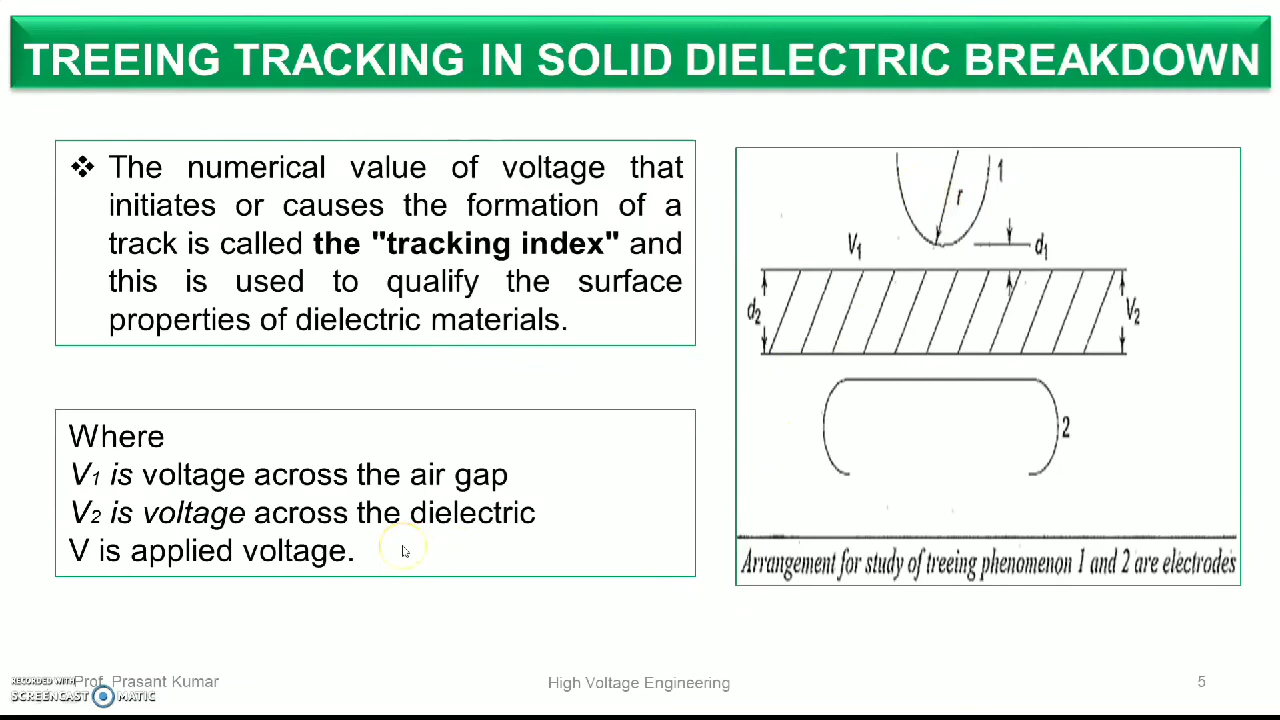 TREEING TRACKING IN SOLID DIELECTRIC BREAKDOWN
❖ The numerical value of voltage that
initiates or causes the formation of a
track is called the "tracking index" and
this is used to qualify the surface
properties of dielectric materials.
Where
V1 is voltage across the air gap
V2 is voltage across the dielectric
V is applied voltage.
1
r
V1
d1
d2
V2
2
Arrangement for study of treeing phenomenon 1 and 2 are electrodes
RECORDED WITH
SCREENCAST MATIC
Prof. Prasant Kumar
High Voltage Engineering
5